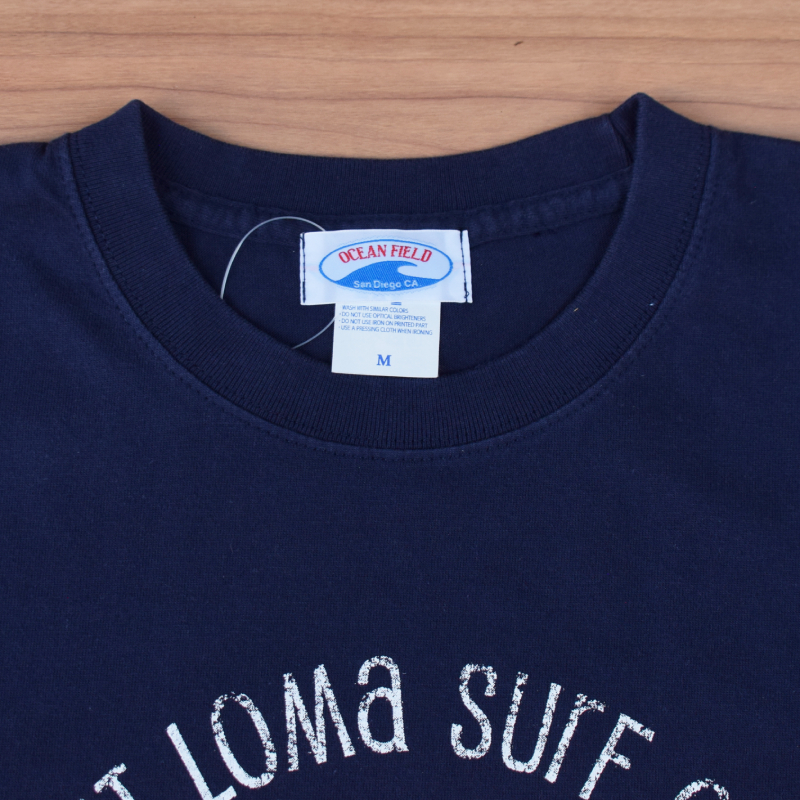 OCEAN FIELD
San Diego CA
WASH WITH SIMILAR COLORS
· DO NOT USE OPTICAL BRIGHTENERS
· DO NOT USE IRON ON PRINTED PART
· USE A PRESSING CLOTH WHEN IRONING
M
LOMa SUrF